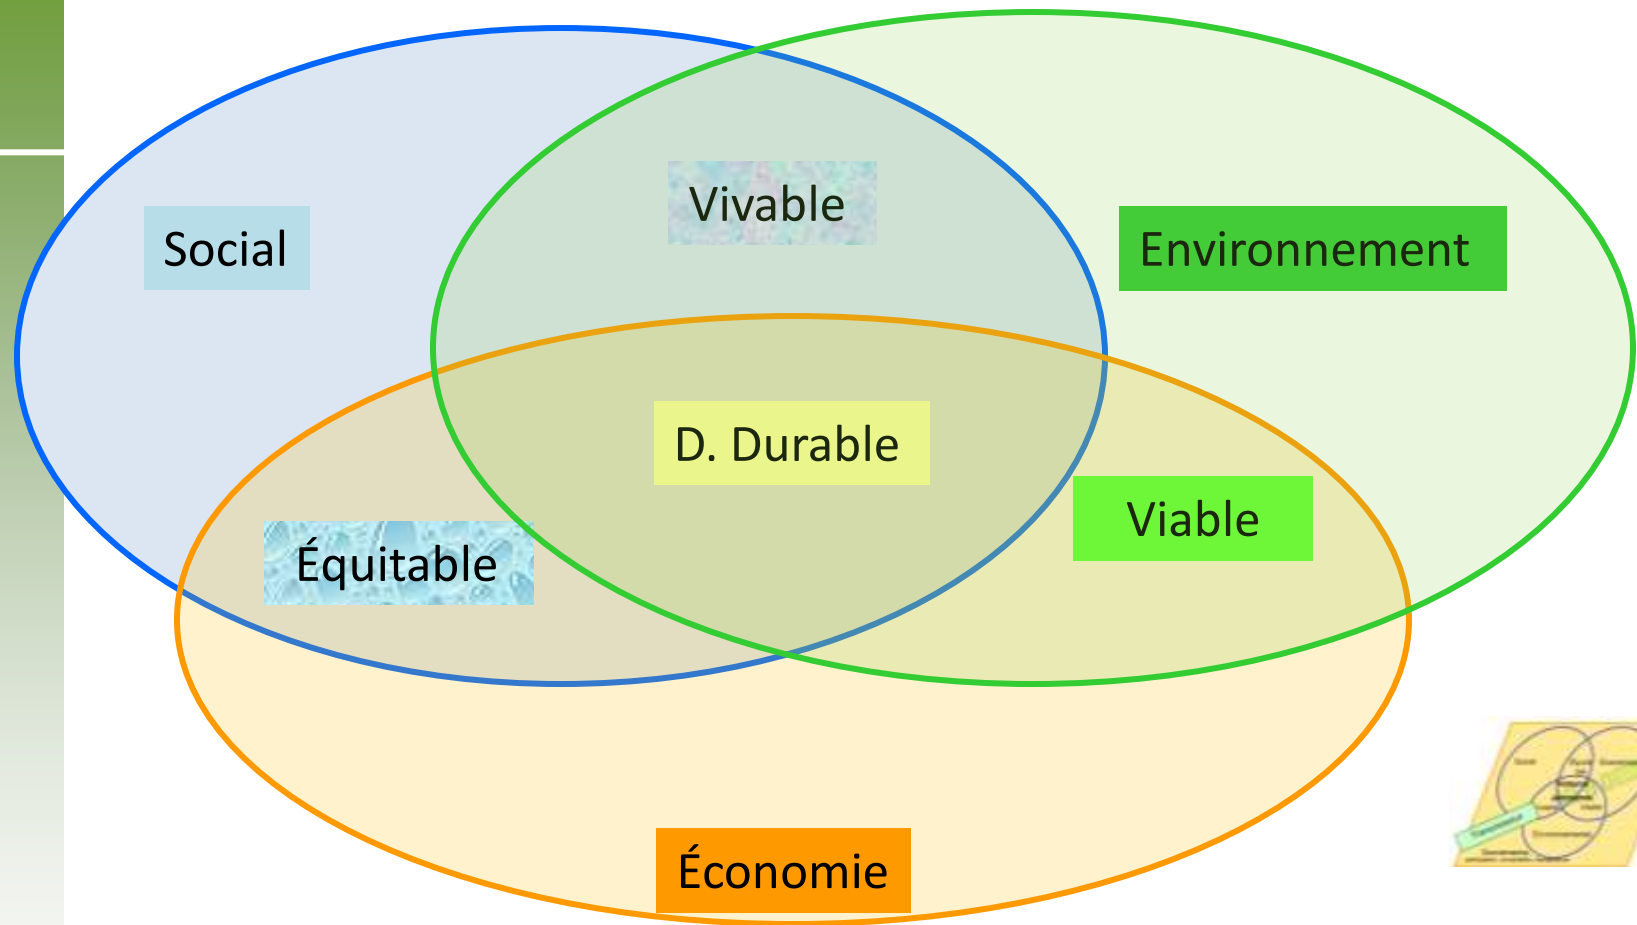 Vivable
Social
Environnement
D. Durable
Viable
Équitable
Économie